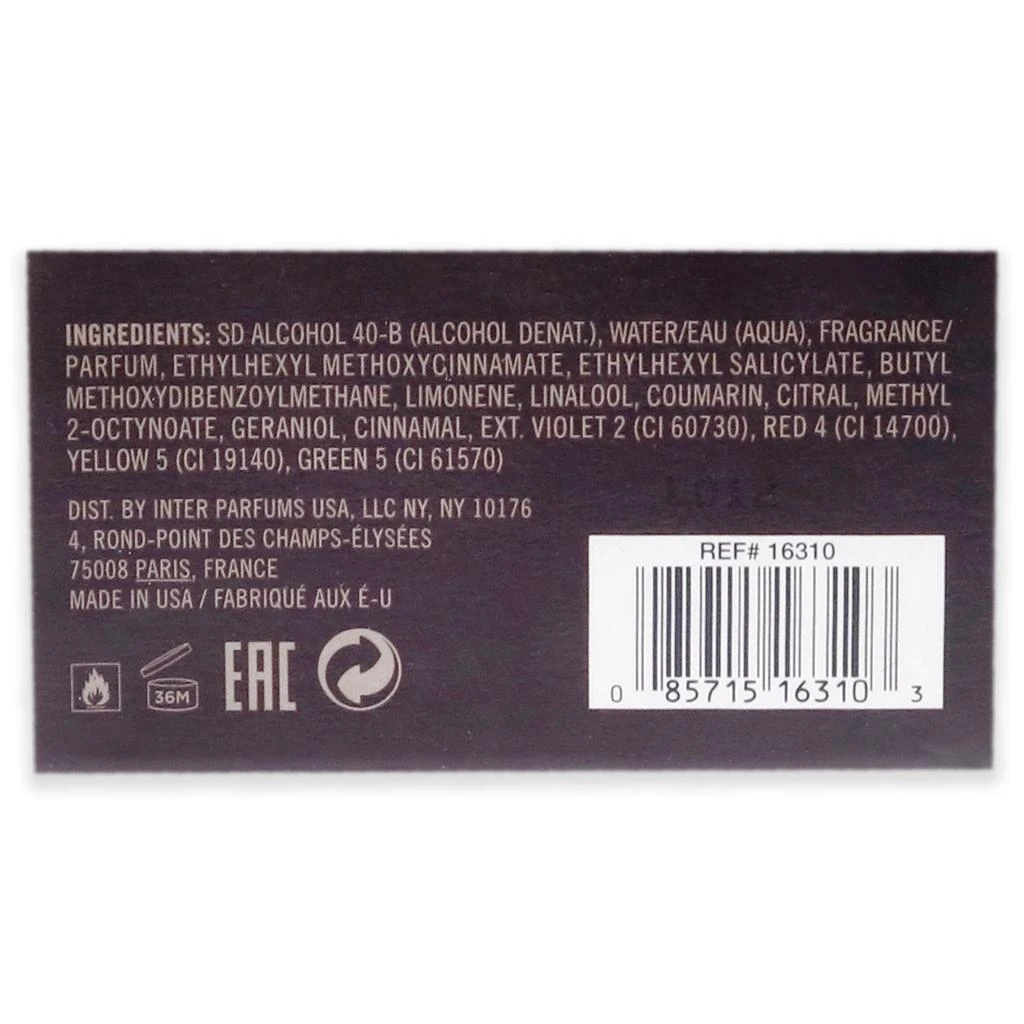 INGREDIENTS: SD ALCOHOL 40-B (ALCOHOL DENAT.), WATER/EAU (AQUA), FRAGRANCE/
PARFUM, ETHYLHEXYL METHOXYCINNAMATE, ETHYLHEXYL SALICYLATE, BUTYL
METHOXYDIBENZOYLMETHANE, LIMONENE, LINALOOL, COUMARIN, CITRAL, METHYL
2-OCTYNOATE, GERANIOL, CINNAMAL, EXT. VIOLET 2 (CI 60730), RED 4 (CI 14700),
YELLOW 5 (CI 19140), GREEN 5 (CI 61570)
DIST. BY INTER PARFUMS USA, LLC NY, NY 10176
4, ROND-POINT DES CHAMPS-ÉLYSÉES
75008 PARIS, FRANCE
MADE IN USA / FABRIQUÉ AUX É-U
36M
EAC
REF# 16310
0 85715 16310 3